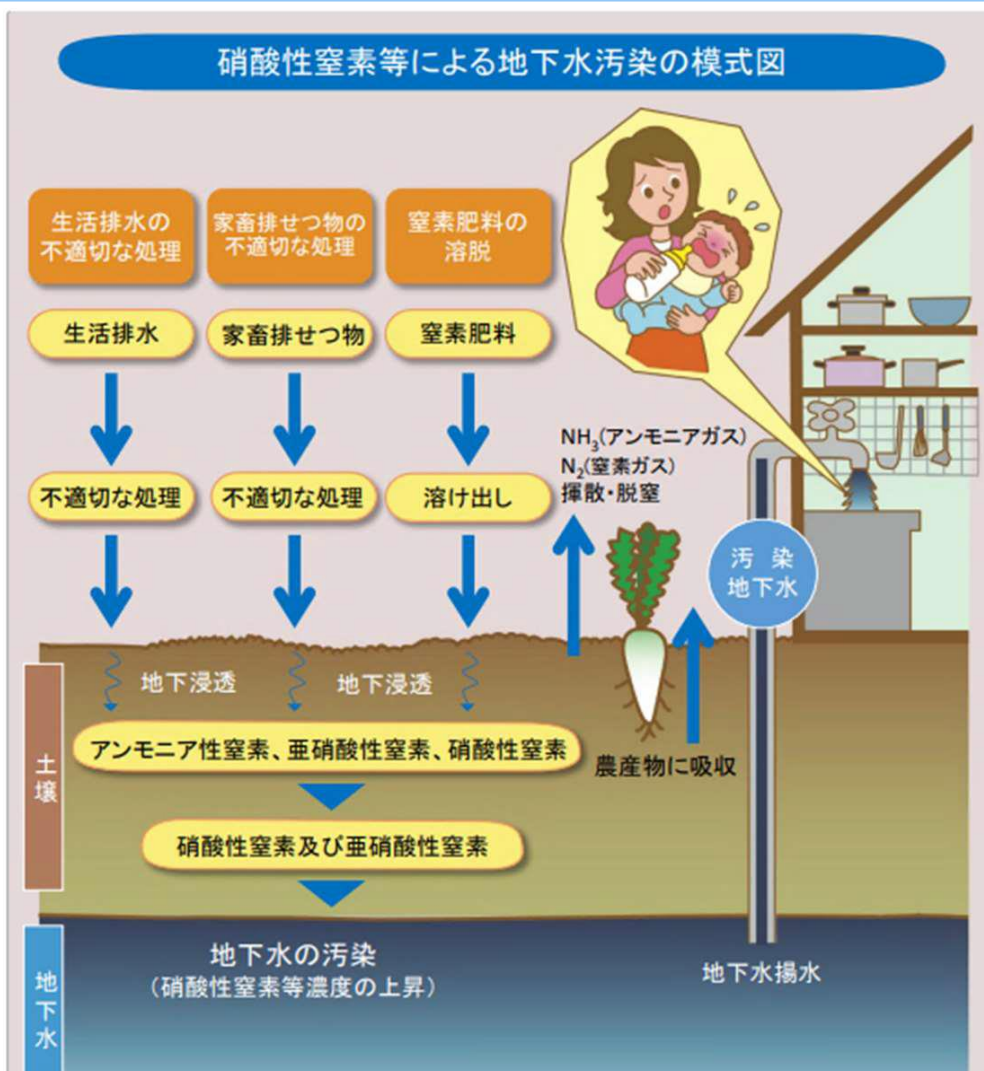 硝酸性窒素等による地下水汚染の模式図
生活排水の
不適切な処理
家畜排せつ物の
不適切な処理
窒素肥料の
溶脱
生活排水
家畜排せつ物
窒素肥料
不適切な処理
不適切な処理
溶け出し
NH₃(アンモニアガス)
N₂(窒素ガス)
揮散・脱窒
汚染
地下水
地下浸透
地下浸透
アンモニア性窒素、亜硝酸性窒素、硝酸性窒素
農産物に吸収
土壌
硝酸性窒素及び亜硝酸性窒素
地下水の汚染
(硝酸性窒素等濃度の上昇)
地下水揚水
地下水